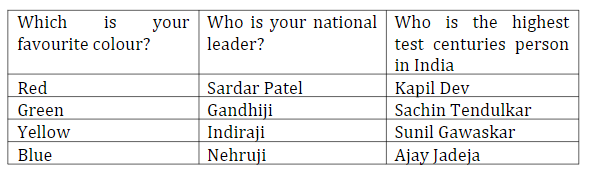 Which is your favourite colour? Who is your national leader? Who is the highest test centuries person in India
Red Sardar Patel Kapil Dev
Green Gandhiji Sachin Tendulkar
Yellow Indiraji Sunil Gawaskar
Blue Nehruji Ajay Jadeja